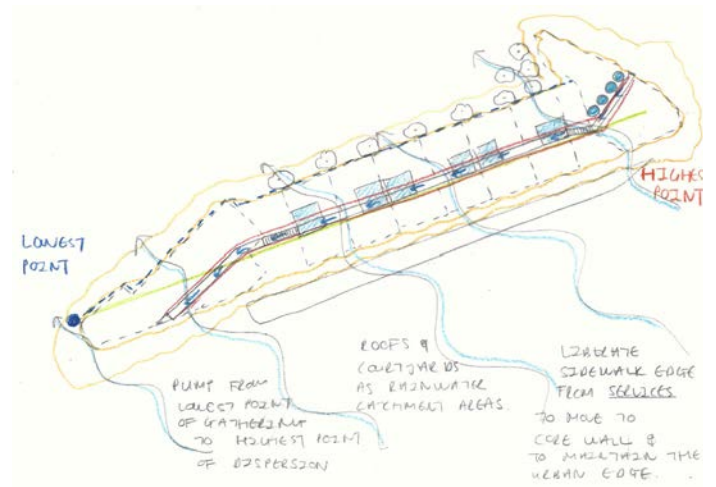 HIGHEST
POINT
LOWEST
POINT
PUMP FROM
LOWEST POINT
OF GATHERING
TO HIGHEST POINT
OF DISPERSION
ROOFS &
COURTYARDS
AS RAINWATER
CATCHMENT AREAS.
LIBERATE
SIDEWALK EDGE
FROM SERVICES
TO MOVE TO
CORE WALL &
TO MAINTAIN THE
URBAN EDGE.